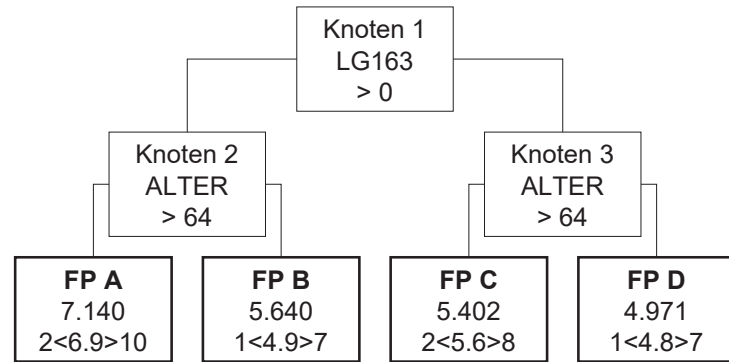 Knoten 1
LG163
> 0
Knoten 2
ALTER
> 64
Knoten 3
ALTER
> 64
FP A
7.140
2<6.9>10
FP B
5.640
1<4.9>7
FP C
5.402
2<5.6>8
FP D
4.971
1<4.8>7